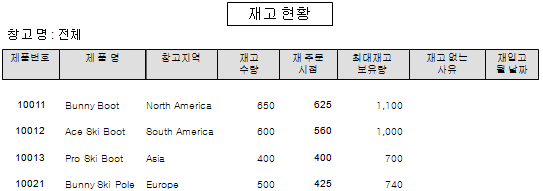 재고 현황
창고 명 : 전체
제품번호 제 품 명 창고지역 재고 수량 재 주문 시점 최대재고 보유량 재고 없는 사유 재입고 될 날짜
10011 Bunny Boot North America 650 625 1,100
10012 Ace Ski Boot South America 600 560 1,000
10013 Pro Ski Boot Asia 400 400 700
10021 Bunny Ski Pole Europe 500 425 740